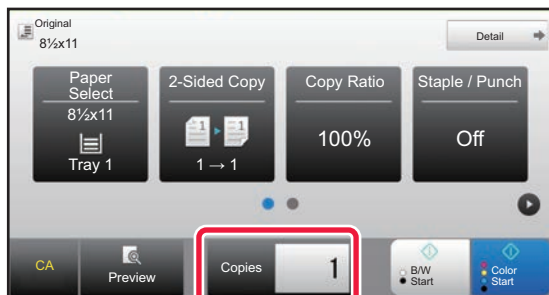 Original
8½x11
Detail
Paper
Select
8½x11
Tray 1
2-Sided Copy
1 1
1 → 1
Copy Ratio
100%
Staple / Punch
Off
CA
Preview
Copies
1
B/W
Start
Color
Start